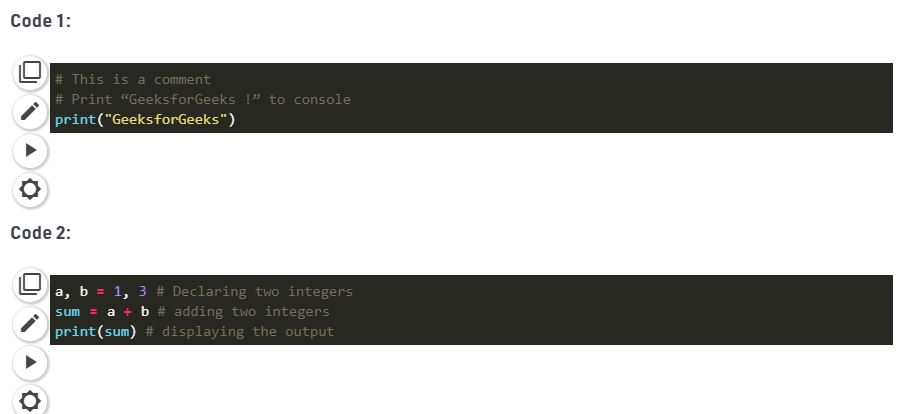 Code 1:
# This is a comment
# Print “GeeksforGeeks !” to console
print("GeeksforGeeks")
Code 2:
a, b = 1, 3 # Declaring two integers
sum = a + b # adding two integers
print(sum) # displaying the output